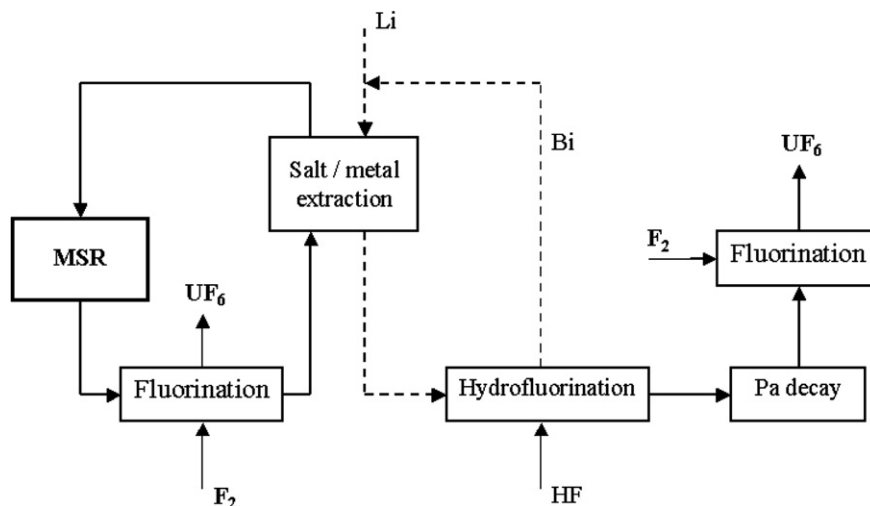 Li
Bi
Salt / metal
extraction
UF₆
MSR
F₂
Fluorination
UF₆
Fluorination
Hydrofluorination
Pa decay
F₂
HF